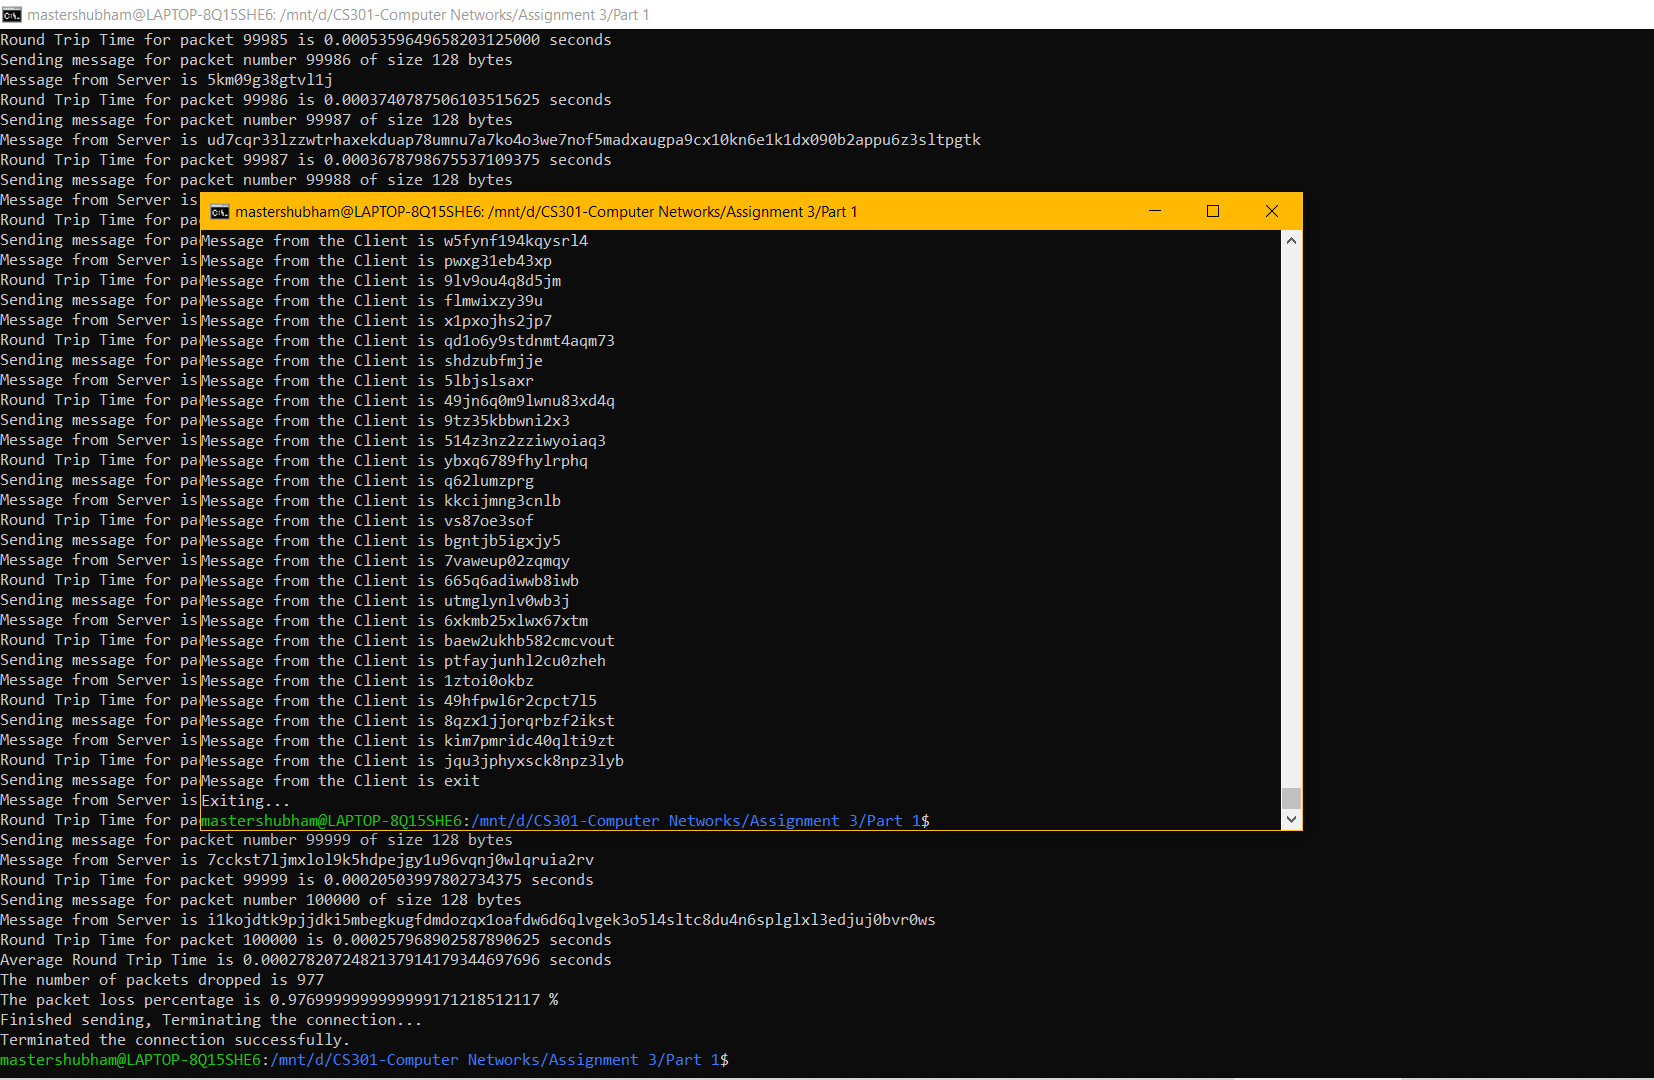 mastershubham@LAPTOP-8Q15SHE6: /mnt/d/CS301-Computer Networks/Assignment 3/Part 1
Round Trip Time for packet 99985 is 0.0005359649658203125000 seconds
Sending message for packet number 99986 of size 128 bytes
Message from Server is 5km09g38gtvl1j
Round Trip Time for packet 99986 is 0.0003740787506103515625 seconds
Sending message for packet number 99987 of size 128 bytes
Message from Server is ud7cqr33lzzwtrhaxekduap78umnu7a7ko4o3we7nof5madxaugpa9cx10kn6e1k1dx090b2appu6z3sltpgtk
Round Trip Time for packet 99987 is 0.0003678798675537109375 seconds
Sending message for packet number 99988 of size 128 bytes
Message from Server is
Round Trip Time for pa
Sending message for pa
Message from Server is
Round Trip Time for pa
Sending message for pa
Message from Server is
Round Trip Time for pa
Sending message for pa
Message from Server is
Round Trip Time for pa
Sending message for pa
Message from Server is
Round Trip Time for pa
Sending message for pa
Message from Server is
Round Trip Time for pa
Sending message for pa
Message from Server is
Round Trip Time for pa
Sending message for pa
Message from Server is
Round Trip Time for pa
Sending message for pa
Message from Server is
Round Trip Time for pa
Sending message for pa
Message from Server is
Round Trip Time for pa
Sending message for pa
Message from Server is
Round Trip Time for pa
mastershubham@LAPTOP-8Q15SHE6: /mnt/d/CS301-Computer Networks/Assignment 3/Part 1
Message from the Client is w5fynf194kqysrl4
Message from the Client is pwxg31eb43xp
Message from the Client is 9lv9ou4q8d5jm
Message from the Client is flmwixzy39u
Message from the Client is x1pxojhs2jp7
Message from the Client is qd1o6y9stdnmt4aqm73
Message from the Client is shdzubfmjje
Message from the Client is 5lbjslsaxr
Message from the Client is 49jn6q0m9lwnu83xd4q
Message from the Client is 9tz35kbbwni2x3
Message from the Client is 514z3nz2zziwyoiaq3
Message from the Client is ybxq6789fhylrphq
Message from the Client is q62lumzprg
Message from the Client is kkcijmng3cnlb
Message from the Client is vs87oe3sof
Message from the Client is bgntjb5igxjy5
Message from the Client is 7vaweup02zqmqy
Message from the Client is 665q6adiwwb8iwb
Message from the Client is utmglynlv0wb3j
Message from the Client is 6xkmb25xlwx67xtm
Message from the Client is baew2ukhb582cmcvout
Message from the Client is ptfayjunhl2cu0zheh
Message from the Client is 1ztoi0okbz
Message from the Client is 49hfpwl6r2cpct7l5
Message from the Client is 8qzx1jjorqrbzf2ikst
Message from the Client is kim7pmridc40qlti9zt
Message from the Client is jqu3jphyxsck8npz3lyb
Message from the Client is exit
Exiting...
mastershubham@LAPTOP-8Q15SHE6:/mnt/d/CS301-Computer Networks/Assignment 3/Part 1$
Sending message for packet number 99999 of size 128 bytes
Message from Server is 7cckst7ljmxlol9k5hdpejgy1u96vqnj0wlqruia2rv
Round Trip Time for packet 99999 is 0.00020503997802734375 seconds
Sending message for packet number 100000 of size 128 bytes
Message from Server is i1kojdtk9pjjdki5mbegkugfdmdozqx1oafdw6d6qlvgek3o5l4sltc8du4n6splglxl3edjuj0bvr0ws
Round Trip Time for packet 100000 is 0.000257968902587890625 seconds
Average Round Trip Time is 0.0002782072482137914179344697696 seconds
The number of packets dropped is 977
The packet loss percentage is 0.9769999999999999171218512117 %
Finished sending, Terminating the connection...
Terminated the connection successfully.
mastershubham@LAPTOP-8Q15SHE6:/mnt/d/CS301-Computer Networks/Assignment 3/Part 1$